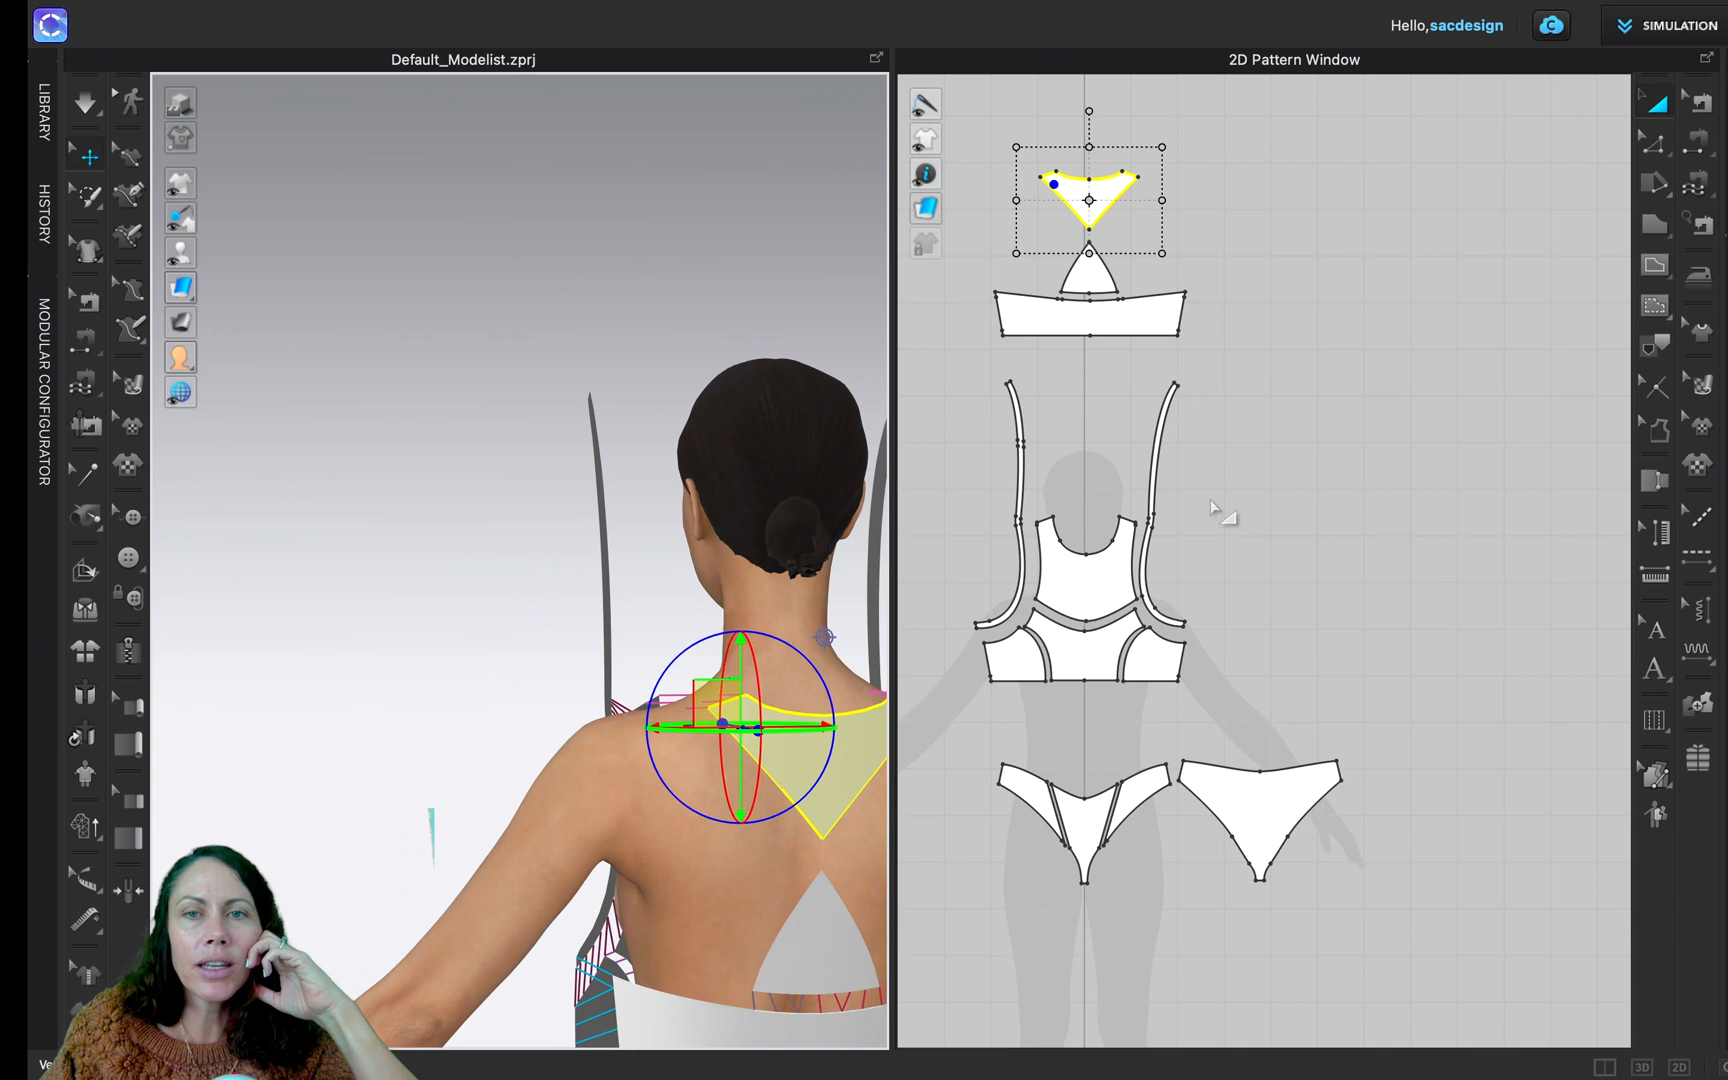 Hello,sacdesign
SIMULATION
Default_Modelist.zprj
2D Pattern Window
LIBRARY
HISTORY
MODULAR CONFIGURATOR
A
A
Ve
3D
2D